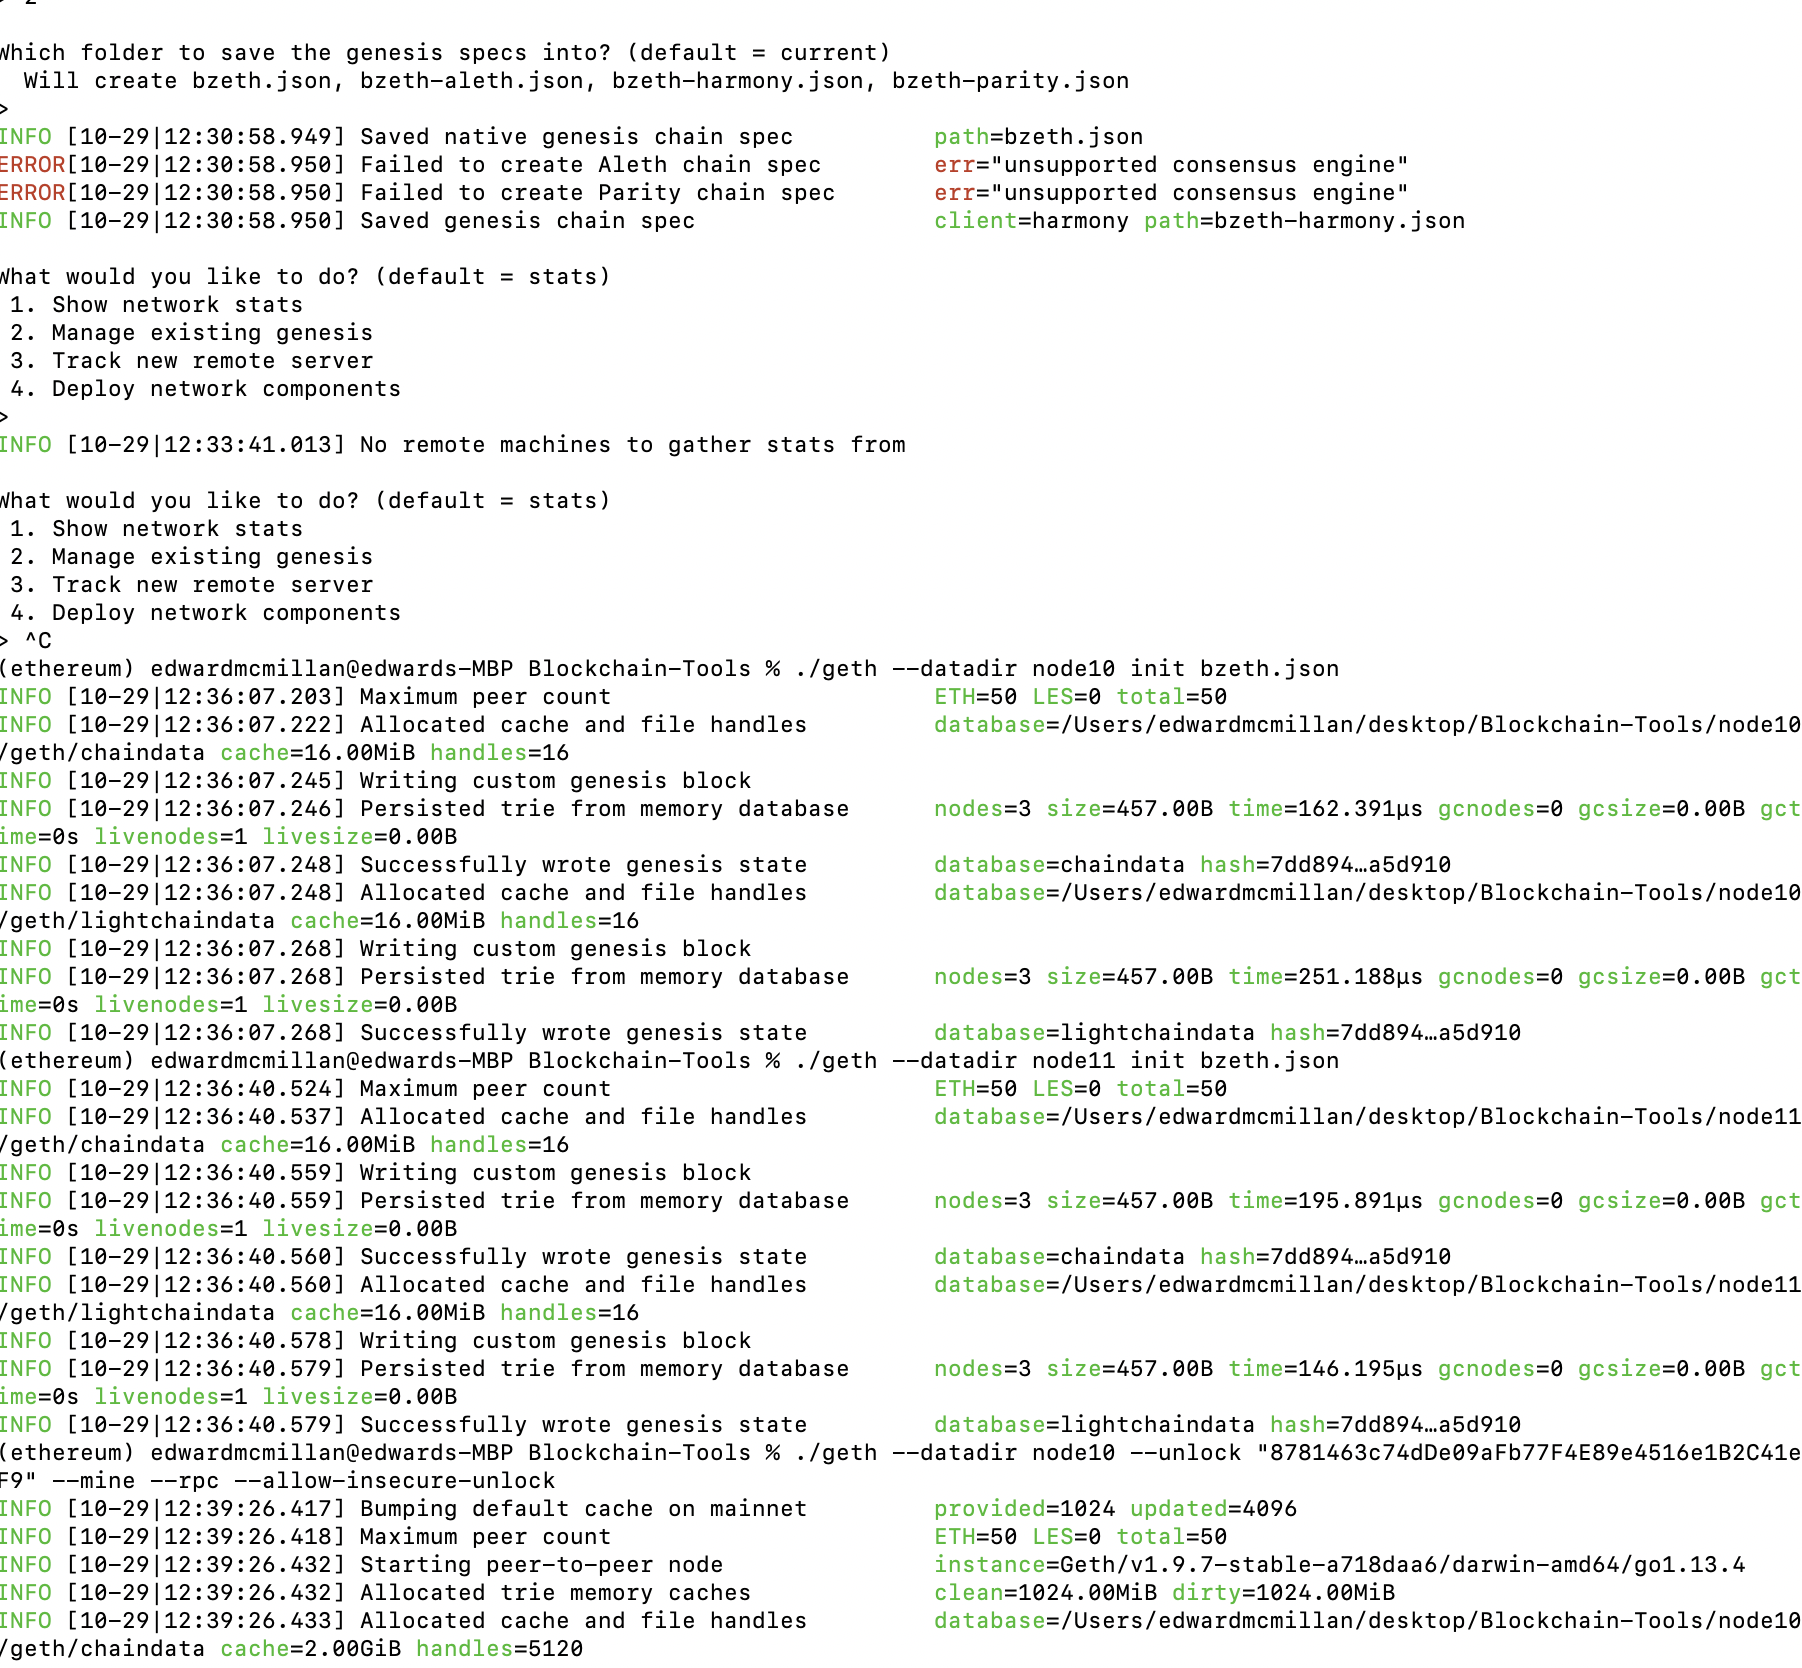 > 2
Which folder to save the genesis specs into? (default = current)
  Will create bzeth.json, bzeth-aleth.json, bzeth-harmony.json, bzeth-parity.json
>
INFO [10-29|12:30:58.949] Saved native genesis chain spec          path=bzeth.json
ERROR[10-29|12:30:58.950] Failed to create Aleth chain spec        err="unsupported consensus engine"
ERROR[10-29|12:30:58.950] Failed to create Parity chain spec       err="unsupported consensus engine"
INFO [10-29|12:30:58.950] Saved genesis chain spec                 client=harmony path=bzeth-harmony.json
What would you like to do? (default = stats)
 1. Show network stats
 2. Manage existing genesis
 3. Track new remote server
 4. Deploy network components
>
INFO [10-29|12:33:41.013] No remote machines to gather stats from
What would you like to do? (default = stats)
 1. Show network stats
 2. Manage existing genesis
 3. Track new remote server
 4. Deploy network components
> ^C
(ethereum) edwardmcmillan@edwards-MBP Blockchain-Tools % ./geth --datadir node10 init bzeth.json
INFO [10-29|12:36:07.203] Maximum peer count                       ETH=50 LES=0 total=50
INFO [10-29|12:36:07.222] Allocated cache and file handles         database=/Users/edwardmcmillan/desktop/Blockchain-Tools/node10
/geth/chaindata cache=16.00MiB handles=16
INFO [10-29|12:36:07.245] Writing custom genesis block
INFO [10-29|12:36:07.246] Persisted trie from memory database      nodes=3 size=457.00B time=162.391µs gcnodes=0 gcsize=0.00B gct
ime=0s livenodes=1 livesize=0.00B
INFO [10-29|12:36:07.248] Successfully wrote genesis state         database=chaindata hash=7dd894…a5d910
INFO [10-29|12:36:07.248] Allocated cache and file handles         database=/Users/edwardmcmillan/desktop/Blockchain-Tools/node10
/geth/lightchaindata cache=16.00MiB handles=16
INFO [10-29|12:36:07.268] Writing custom genesis block
INFO [10-29|12:36:07.268] Persisted trie from memory database      nodes=3 size=457.00B time=251.188µs gcnodes=0 gcsize=0.00B gct
ime=0s livenodes=1 livesize=0.00B
INFO [10-29|12:36:07.268] Successfully wrote genesis state         database=lightchaindata hash=7dd894…a5d910
(ethereum) edwardmcmillan@edwards-MBP Blockchain-Tools % ./geth --datadir node11 init bzeth.json
INFO [10-29|12:36:40.524] Maximum peer count                       ETH=50 LES=0 total=50
INFO [10-29|12:36:40.537] Allocated cache and file handles         database=/Users/edwardmcmillan/desktop/Blockchain-Tools/node11
/geth/chaindata cache=16.00MiB handles=16
INFO [10-29|12:36:40.559] Writing custom genesis block
INFO [10-29|12:36:40.559] Persisted trie from memory database      nodes=3 size=457.00B time=195.891µs gcnodes=0 gcsize=0.00B gct
ime=0s livenodes=1 livesize=0.00B
INFO [10-29|12:36:40.560] Successfully wrote genesis state         database=chaindata hash=7dd894…a5d910
INFO [10-29|12:36:40.560] Allocated cache and file handles         database=/Users/edwardmcmillan/desktop/Blockchain-Tools/node11
/geth/lightchaindata cache=16.00MiB handles=16
INFO [10-29|12:36:40.578] Writing custom genesis block
INFO [10-29|12:36:40.579] Persisted trie from memory database      nodes=3 size=457.00B time=146.195µs gcnodes=0 gcsize=0.00B gct
ime=0s livenodes=1 livesize=0.00B
INFO [10-29|12:36:40.579] Successfully wrote genesis state         database=lightchaindata hash=7dd894…a5d910
(ethereum) edwardmcmillan@edwards-MBP Blockchain-Tools % ./geth --datadir node10 --unlock "8781463c74dDe09aFb77F4E89e4516e1B2C41e
F9" --mine --rpc --allow-insecure-unlock
INFO [10-29|12:39:26.417] Bumping default cache on mainnet         provided=1024 updated=4096
INFO [10-29|12:39:26.418] Maximum peer count                       ETH=50 LES=0 total=50
INFO [10-29|12:39:26.432] Starting peer-to-peer node               instance=Geth/v1.9.7-stable-a718daa6/darwin-amd64/go1.13.4
INFO [10-29|12:39:26.432] Allocated trie memory caches             clean=1024.00MiB dirty=1024.00MiB
INFO [10-29|12:39:26.433] Allocated cache and file handles         database=/Users/edwardmcmillan/desktop/Blockchain-Tools/node10
/geth/chaindata cache=2.00GiB handles=5120